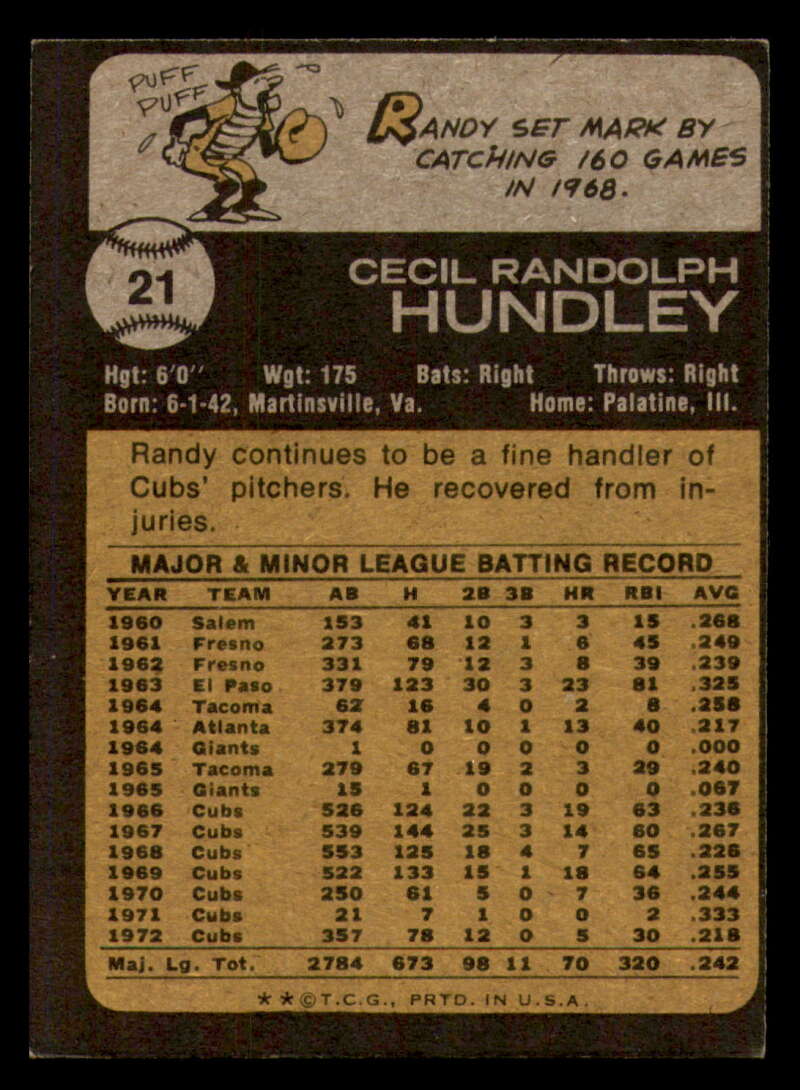 PUFF
PUFF
RANDY SET MARK BY
CATCHING 160 GAMES
IN 1968.
21
CECIL RANDOLPH
HUNDLEY
Hgt: 6'0" Wgt: 175 Bats: Right Throws: Right
Born: 6-1-42, Martinsville, Va. Home: Palatine, Ill.
Randy continues to be a fine handler of
Cubs' pitchers. He recovered from in-
juries.
MAJOR & MINOR LEAGUE BATTING RECORD
YEAR TEAM AB H 2B 3B HR RBI AVG
1960 Salem 153 41 10 3 3 15 .268
1961 Fresno 273 68 12 1 6 45 .249
1962 Fresno 331 79 12 3 8 39 .239
1963 El Paso 379 123 30 3 23 81 .325
1964 Tacoma 62 16 4 0 2 8 .258
1964 Atlanta 374 81 10 1 13 40 .217
1964 Giants 1 0 0 0 0 0 .000
1965 Tacoma 279 67 19 2 3 29 .240
1965 Giants 15 1 0 0 0 0 .067
1966 Cubs 526 124 22 3 19 63 .236
1967 Cubs 539 144 25 3 14 60 .267
1968 Cubs 553 125 18 4 7 65 .226
1969 Cubs 522 133 15 1 18 64 .255
1970 Cubs 250 61 5 0 7 36 .244
1971 Cubs 21 7 1 0 0 2 .333
1972 Cubs 357 78 12 0 5 30 .218
Maj. Lg. Tot. 2784 673 98 11 70 320 .242
**©T.C.G., PRTD. IN U.S.A.